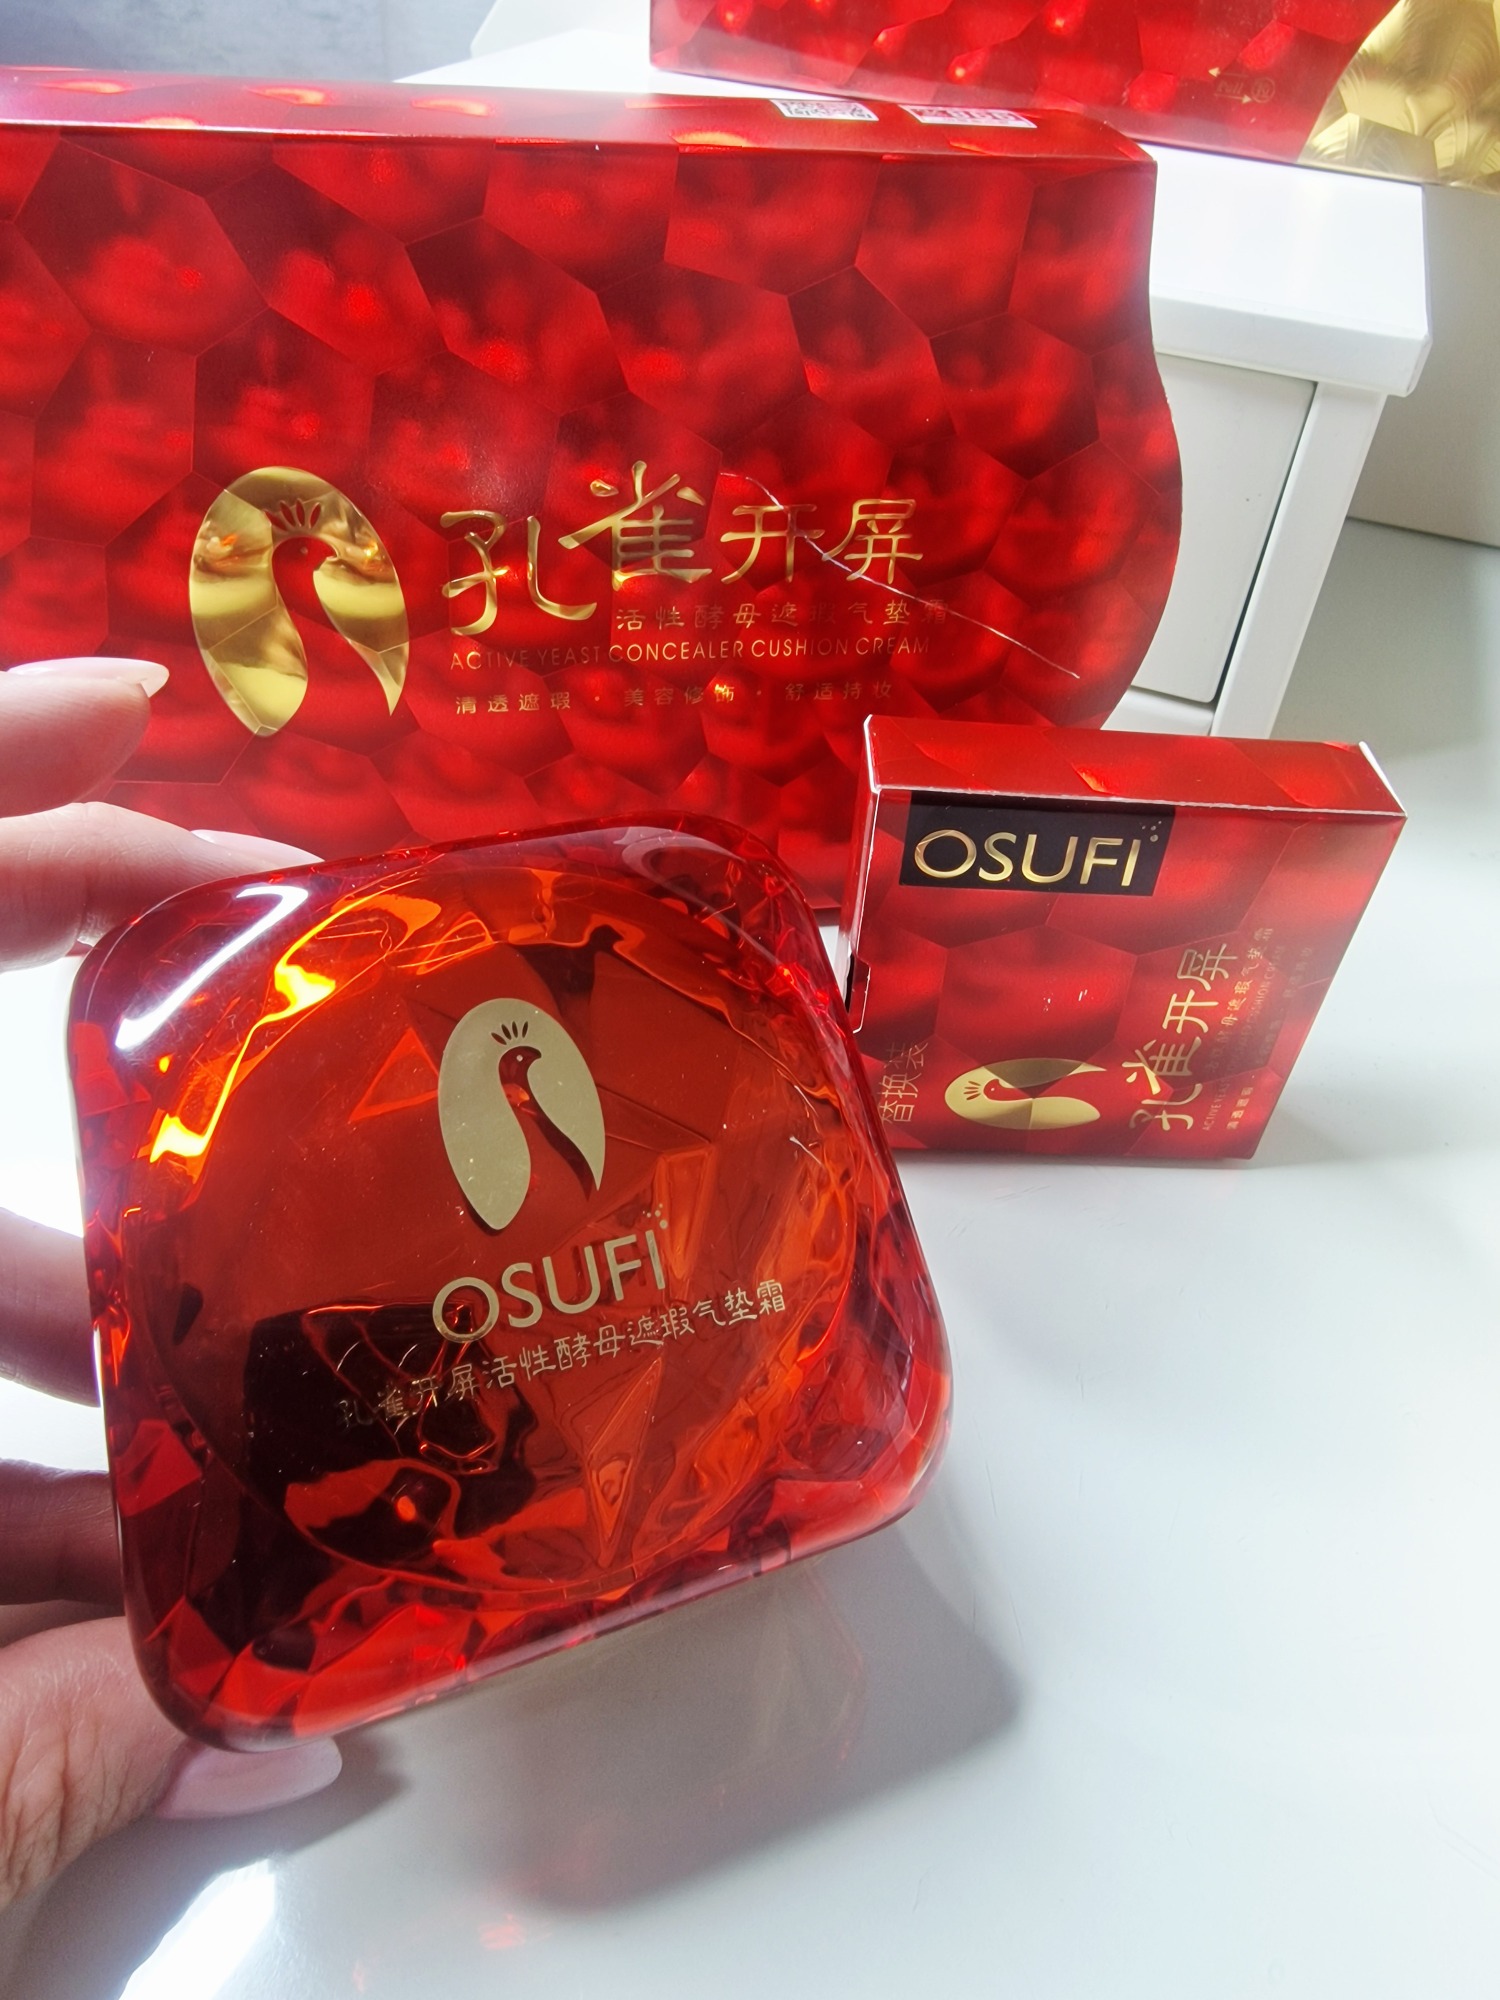 Pull
孔雀开屏
活性酵母遮瑕气垫霜
ACTIVE YEAST CONCEALER CUSHION CREAM
清透遮瑕 · 美容修饰 · 舒适持妆
OSUFI
孔雀开屏
替换装
OSUFI
孔雀开屏活性酵母遮瑕气垫霜